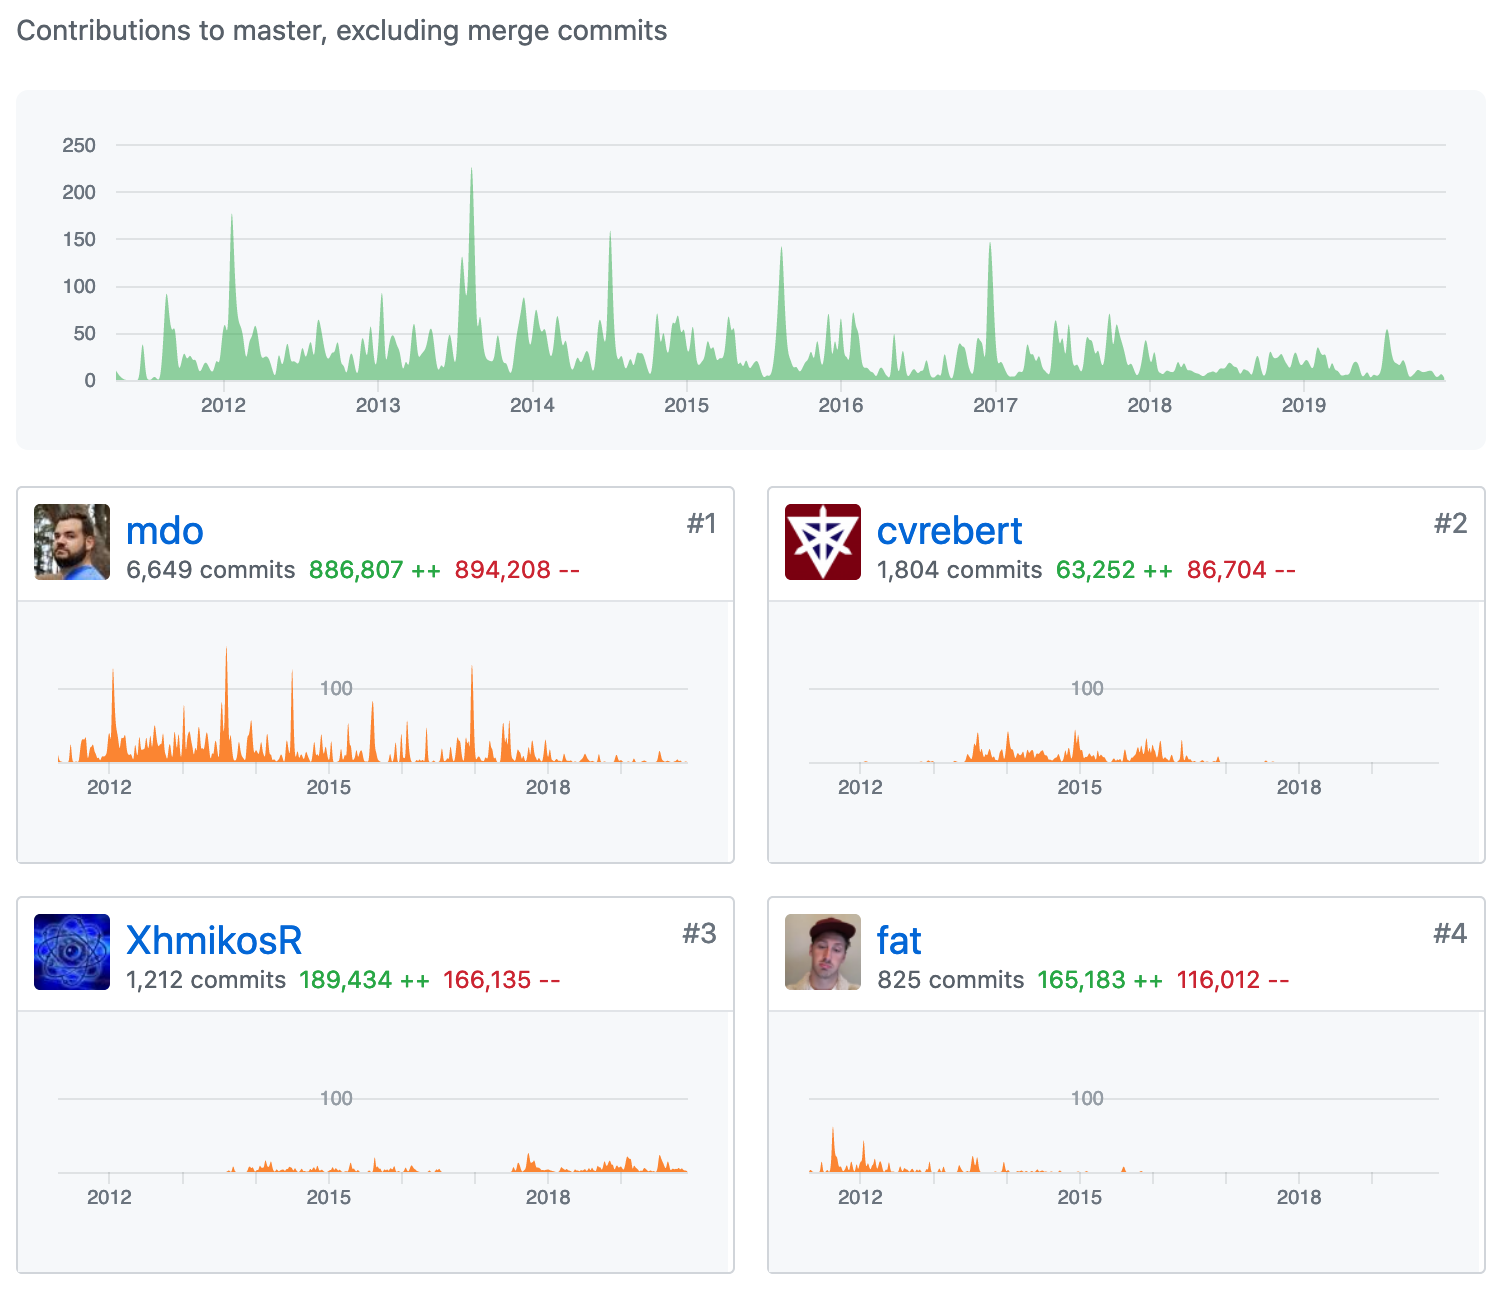 Contributions to master, excluding merge commits
250
200
150
100
50
0
2012 2013 2014 2015 2016 2017 2018 2019
mdo #1
6,649 commits 886,807 ++ 894,208 --
100
2012 2015 2018
cvrebert #2
1,804 commits 63,252 ++ 86,704 --
100
2012 2015 2018
XhmikosR #3
1,212 commits 189,434 ++ 166,135 --
100
2012 2015 2018
fat #4
825 commits 165,183 ++ 116,012 --
100
2012 2015 2018